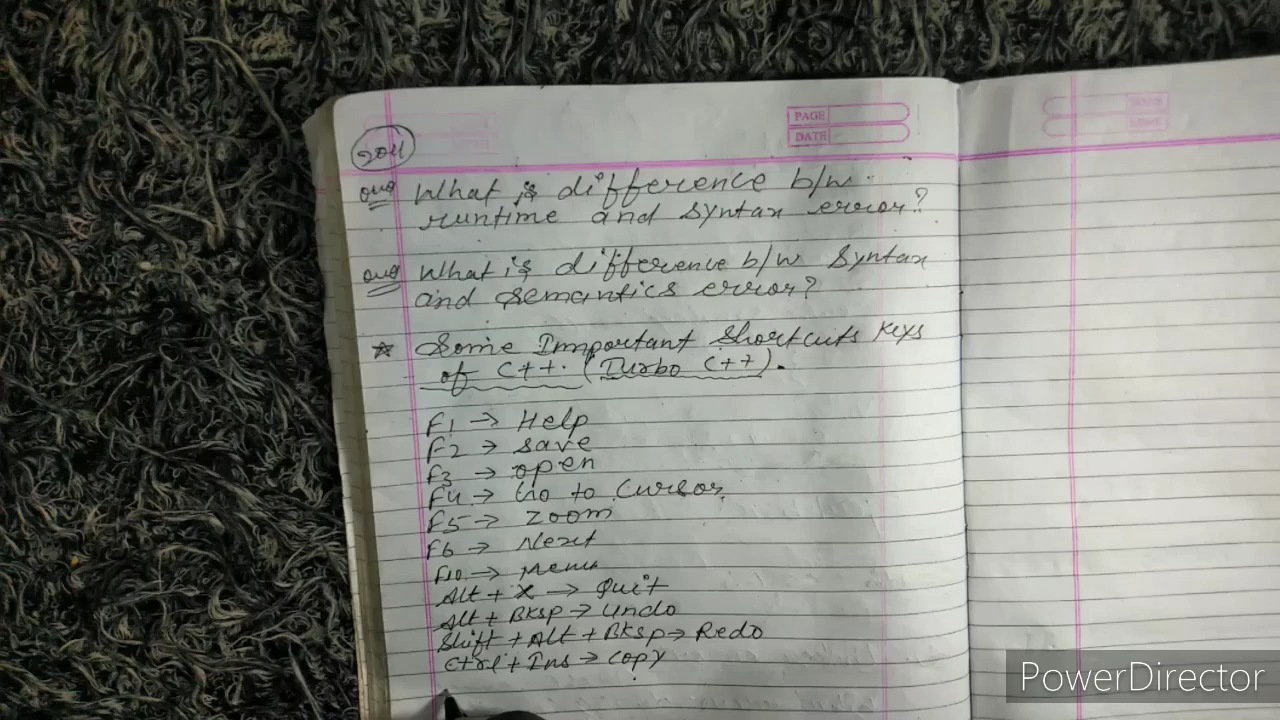 PAGE
DATE
2011
Ques What is difference b/w
runtime and syntax error?
Ques What is difference b/w syntax
and semantics error?
* Some Important Shortcuts Keys
of C++. (Turbo C++).
F1 → Help
F2 → Save
F3 → open
F4 → Go to Cursor
F5 → Zoom
F6 → Next
F10 → Menu
Alt + X → Quit
Alt + Bksp → Undo
Shift + Alt + Bksp → Redo
Ctrl + Ins → Copy
PowerDirector